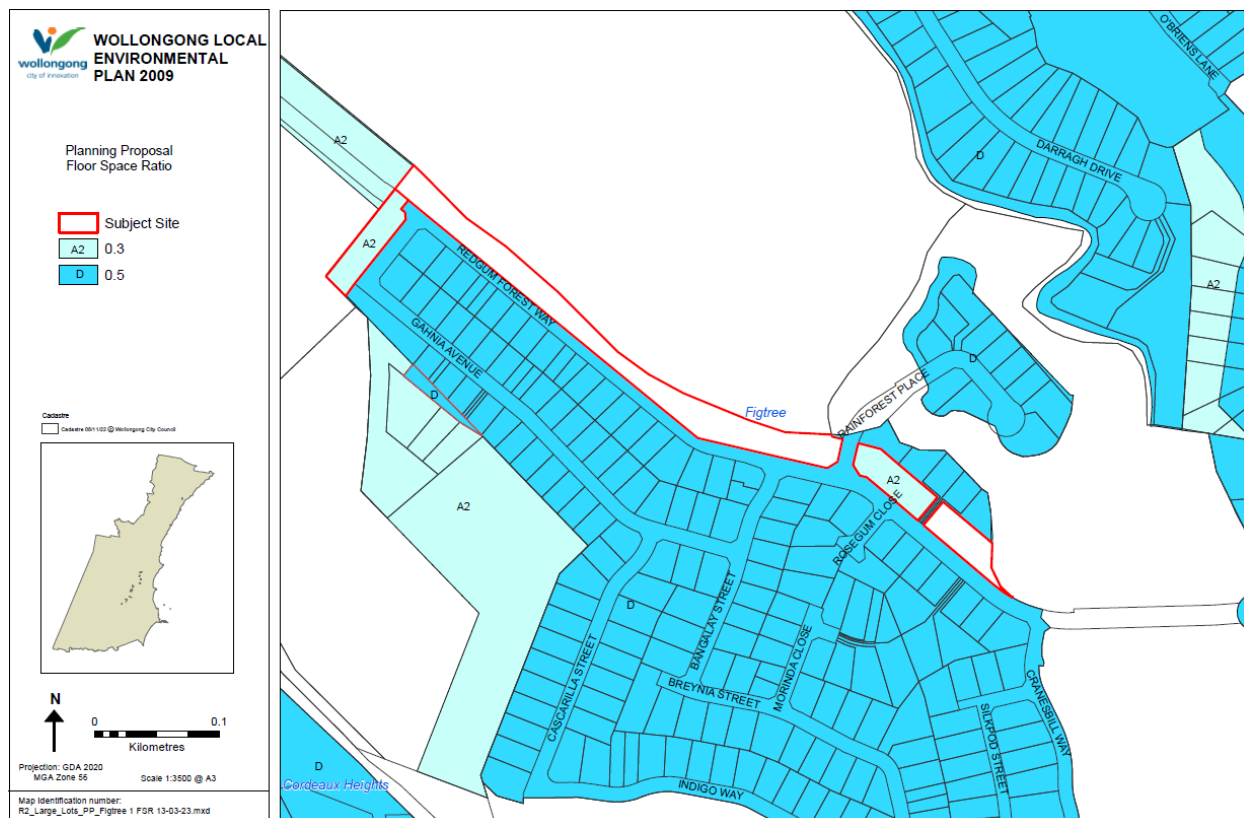 wollongong
city of innovation
WOLLONGONG LOCAL
ENVIRONMENTAL
PLAN 2009
Planning Proposal
Floor Space Ratio
Subject Site
A2 0.3
D 0.5
Cadastre
Cadastre 08/11/22 @ Wollongong City Council
N
0 0.1
Kilometres
Projection: GDA 2020
MGA Zone 56
Scale 1:3500 @ A3
Map Identification number:
R2_Large_Lots_PP_Figtree 1 FSR 13-03-23.mxd
O'BRIENS LANE
A2
D
DARRAGH DRIVE
A2
REDGUM FOREST WAY
A2
GAHNIA AVENUE
D
D
RAINFOREST PLACE
Figtree
A2
ROSEGUM CLOSE
A2
D
BANGALAY STREET
MORINDA CLOSE
CASCARILLA STREET
BREYNIA STREET
CRANESBILL WAY
SILKPOD STREET
D
Cordeaux Heights
INDIGO WAY